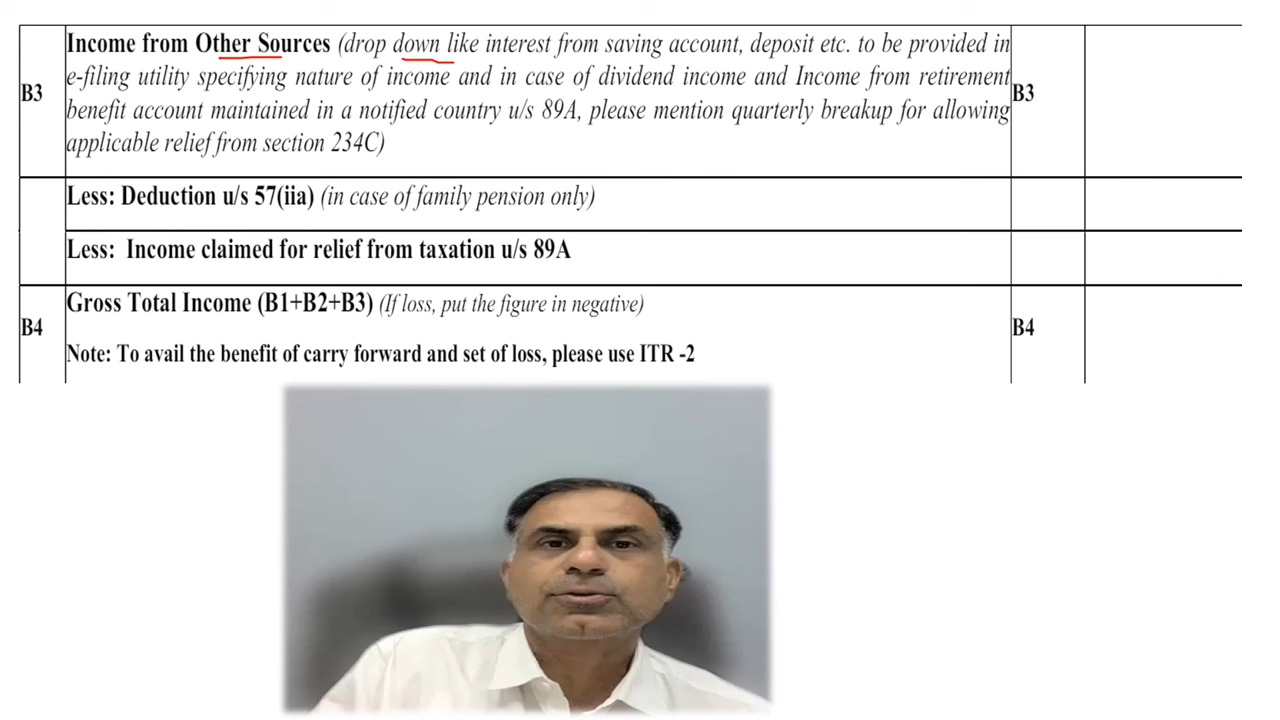 B3
Income from Other Sources (drop down like interest from saving account, deposit etc. to be provided in
e-filing utility specifying nature of income and in case of dividend income and Income from retirement
benefit account maintained in a notified country u/s 89A, please mention quarterly breakup for allowing
applicable relief from section 234C)
B3
Less: Deduction u/s 57(iia) (in case of family pension only)
Less: Income claimed for relief from taxation u/s 89A
B4
Gross Total Income (B1+B2+B3) (If loss, put the figure in negative)
Note: To avail the benefit of carry forward and set of loss, please use ITR -2
B4